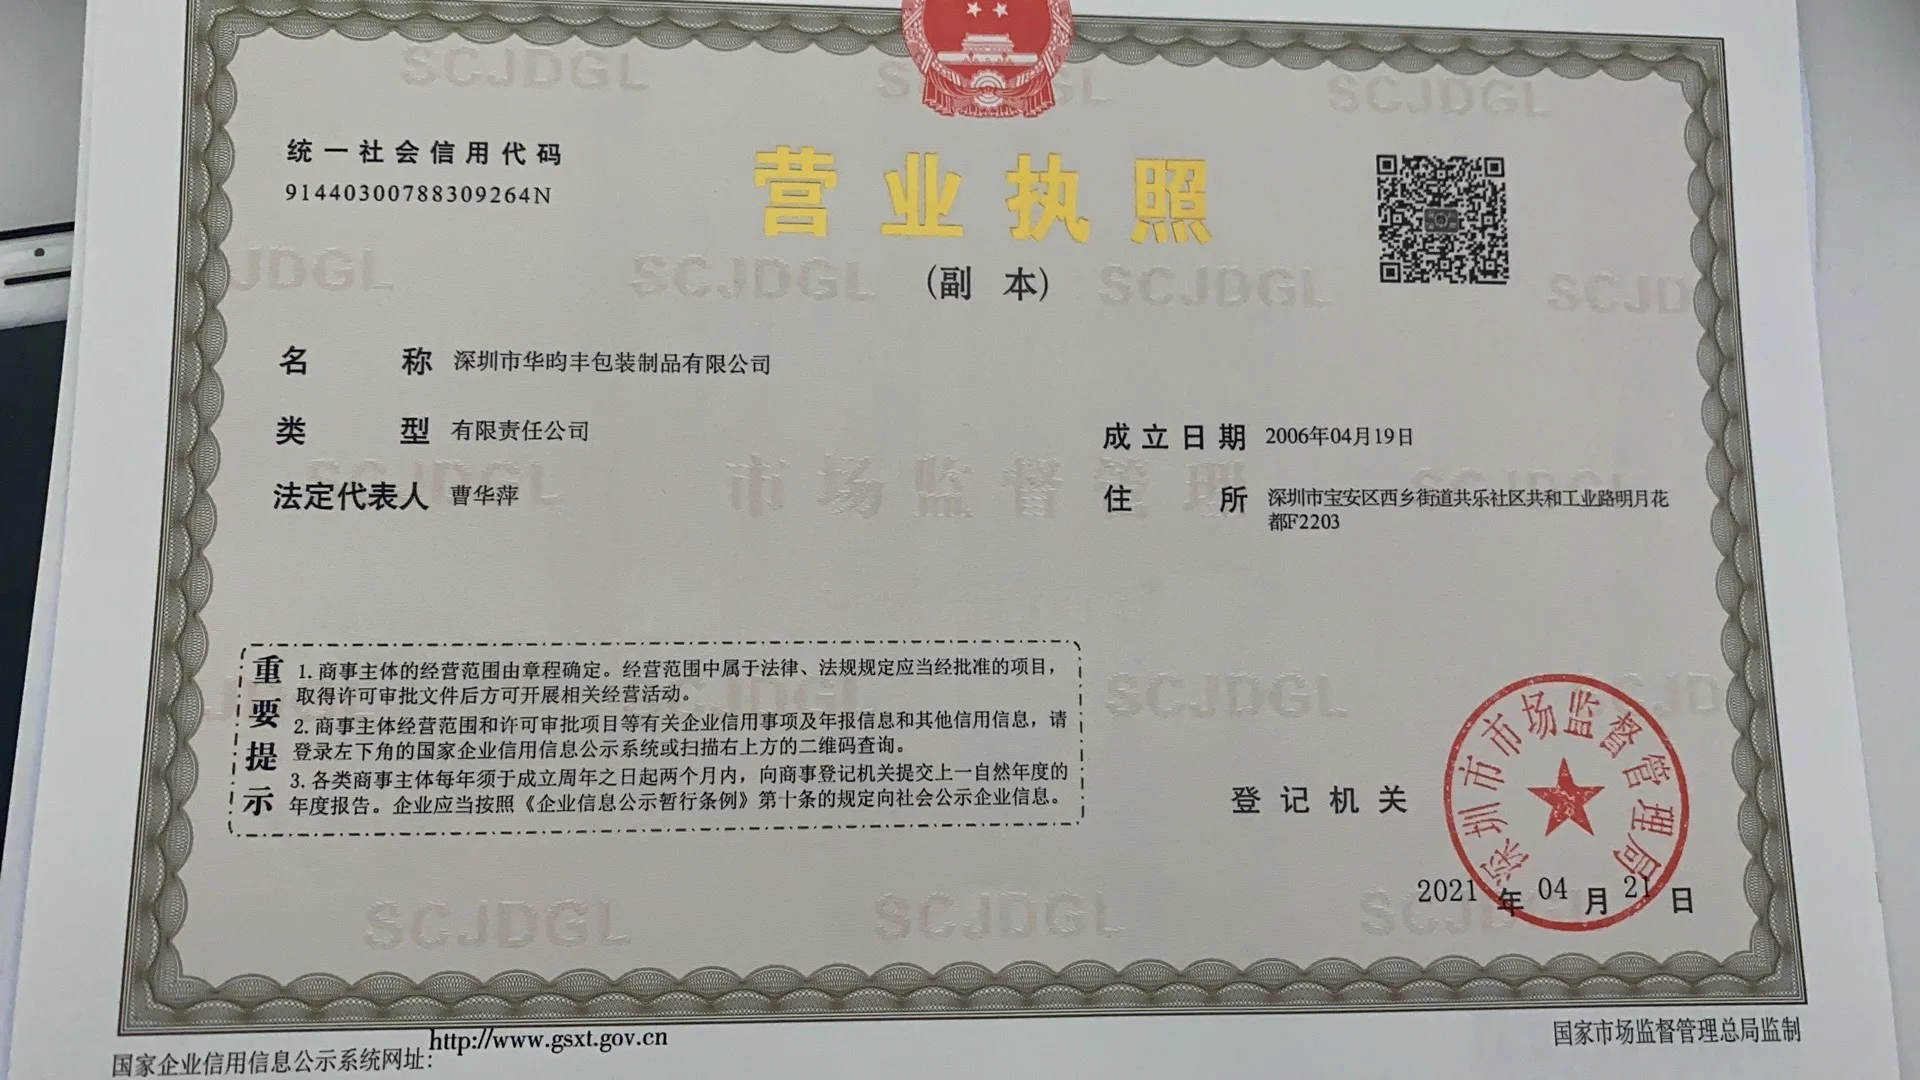 统一社会信用代码
91440300788309264N
营业执照
(副 本)
名 称 深圳市华昀丰包装制品有限公司
类 型 有限责任公司
成立日期 2006年04月19日
法定代表人 曹华萍
住 所 深圳市宝安区西乡街道共乐社区共和工业路明月花
都F2203
重要提示
1. 商事主体的经营范围由章程确定。经营范围中属于法律、法规规定应当经批准的项目，
取得许可审批文件后方可开展相关经营活动。
2. 商事主体经营范围和许可审批项目等有关企业信用事项及年报信息和其他信用信息，请
登录左下角的国家企业信用信息公示系统或扫描右上方的二维码查询。
3. 各类商事主体每年须于成立周年之日起两个月内，向商事登记机关提交上一自然年度的
年度报告。企业应当按照《企业信息公示暂行条例》第十条的规定向社会公示企业信息。
登记机关
深圳市市场监督管理局
2021 年 04 月 21 日
国家企业信用信息公示系统网址：http://www.gsxt.gov.cn
国家市场监督管理总局监制
SCJDGL
市场监督管理